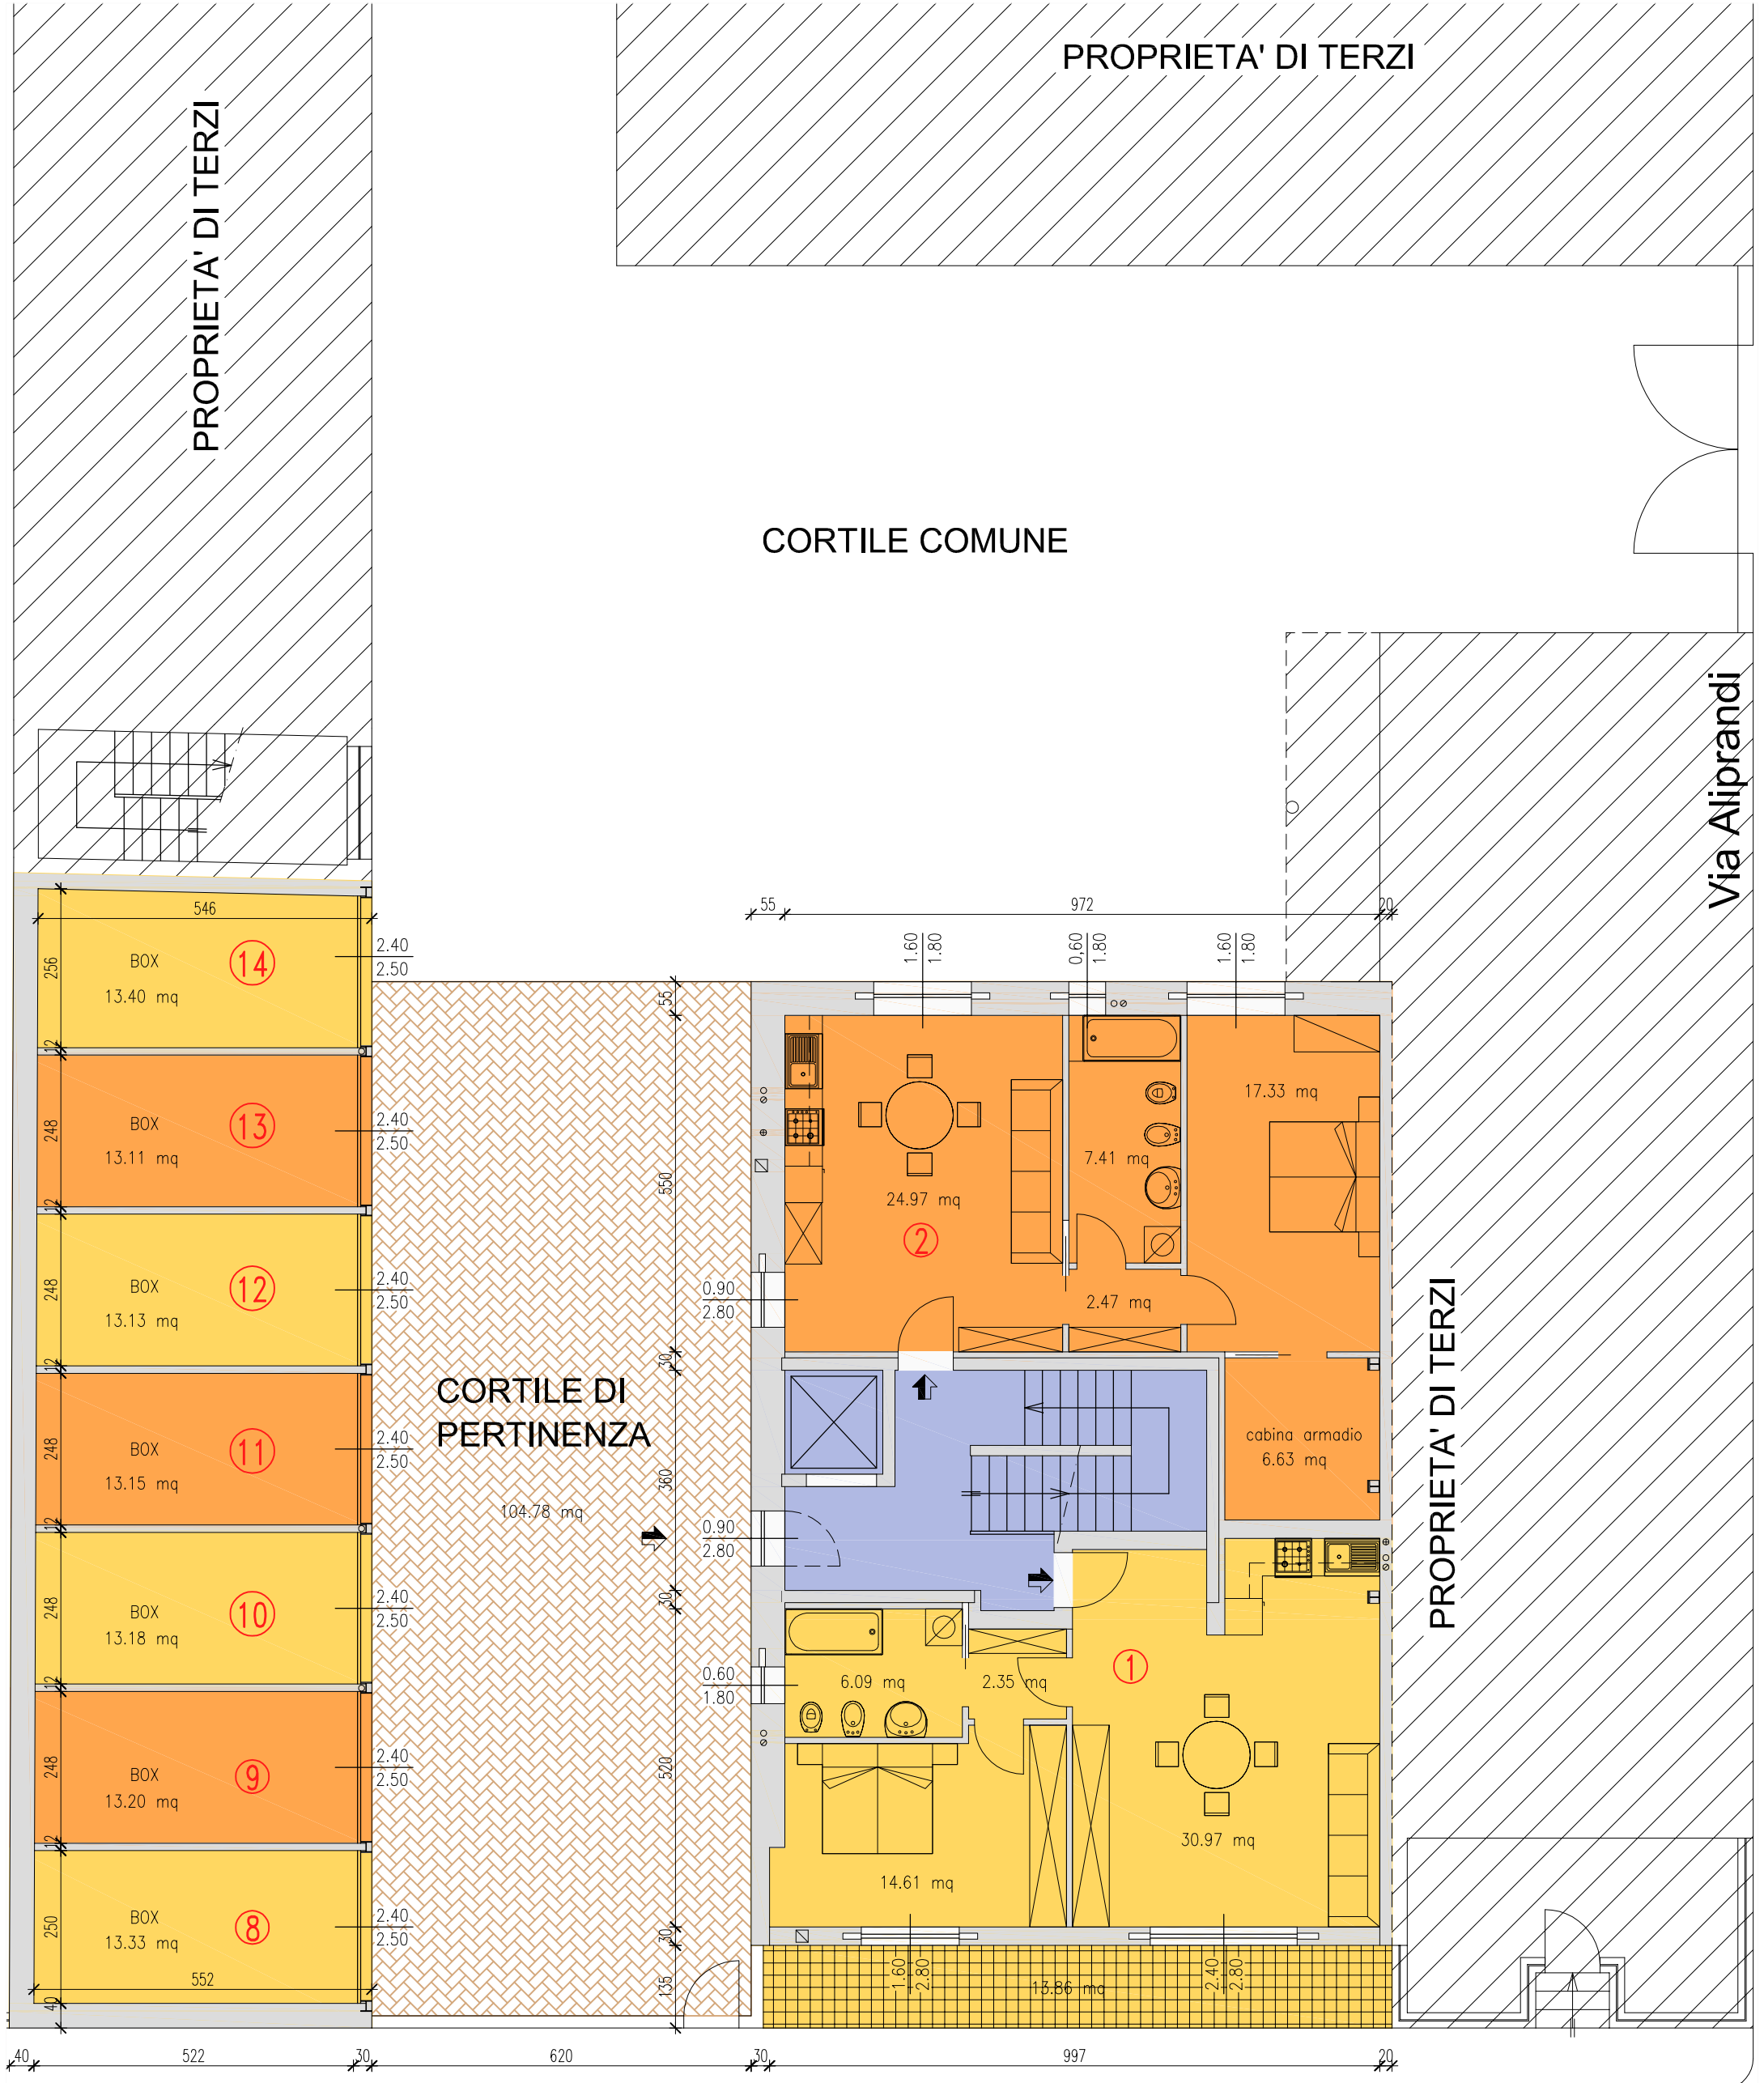 PROPRIETA' DI TERZI
PROPRIETA' DI TERZI
CORTILE COMUNE
Via Aliprandi
546
55
972
20
256
BOX
14
13.40 mq
2.40
2.50
1.60
1.80
0,60
1.80
1.60
1.80
12
55
248
BOX
13
13.11 mq
2.40
2.50
17.33 mq
7.41 mq
550
24.97 mq
2
12
248
BOX
12
13.13 mq
2.40
2.50
0.90
2.80
2.47 mq
PROPRIETA' DI TERZI
12
30
CORTILE DI
PERTINENZA
248
BOX
11
13.15 mq
2.40
2.50
cabina armadio
6.63 mq
360
104.78 mq
12
0.90
2.80
248
BOX
10
13.18 mq
2.40
2.50
30
12
0.60
1.80
6.09 mq
2.35 mq
1
248
BOX
9
13.20 mq
2.40
2.50
520
12
30.97 mq
14.61 mq
250
BOX
8
13.33 mq
2.40
2.50
30
552
135
1.60
2.80
13.86 mq
2.40
2.80
40
40
522
30
620
30
997
20